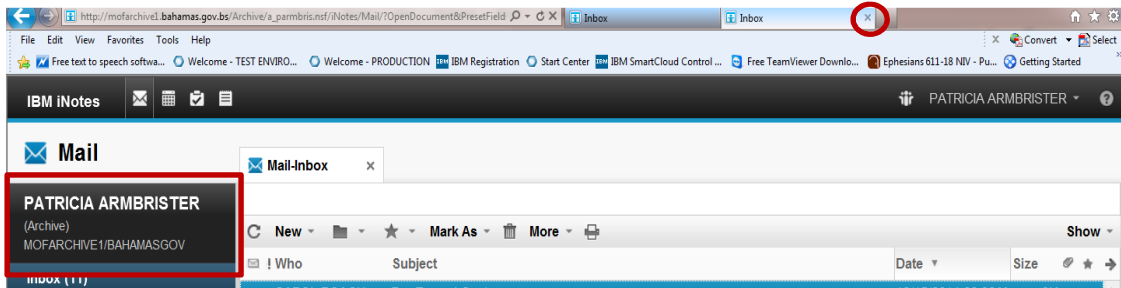 http://mofarchive1.bahamas.gov.bs/Archive/a_parmbris.nsf/iNotes/Mail/?OpenDocument&PresetField Inbox Inbox
File Edit View Favorites Tools Help Convert Select
Free text to speech softwa... Welcome - TEST ENVIRO... Welcome - PRODUCTION IBM IBM Registration Start Center IBM IBM SmartCloud Control ... Free TeamViewer Downlo... Ephesians 611-18 NIV - Pu... Getting Started
IBM iNotes PATRICIA ARMBRISTER
Mail
Mail-Inbox
PATRICIA ARMBRISTER
(Archive)
MOFARCHIVE1/BAHAMASGOV
New Mark As More Show
! Who Subject Date Size
Inbox (11)